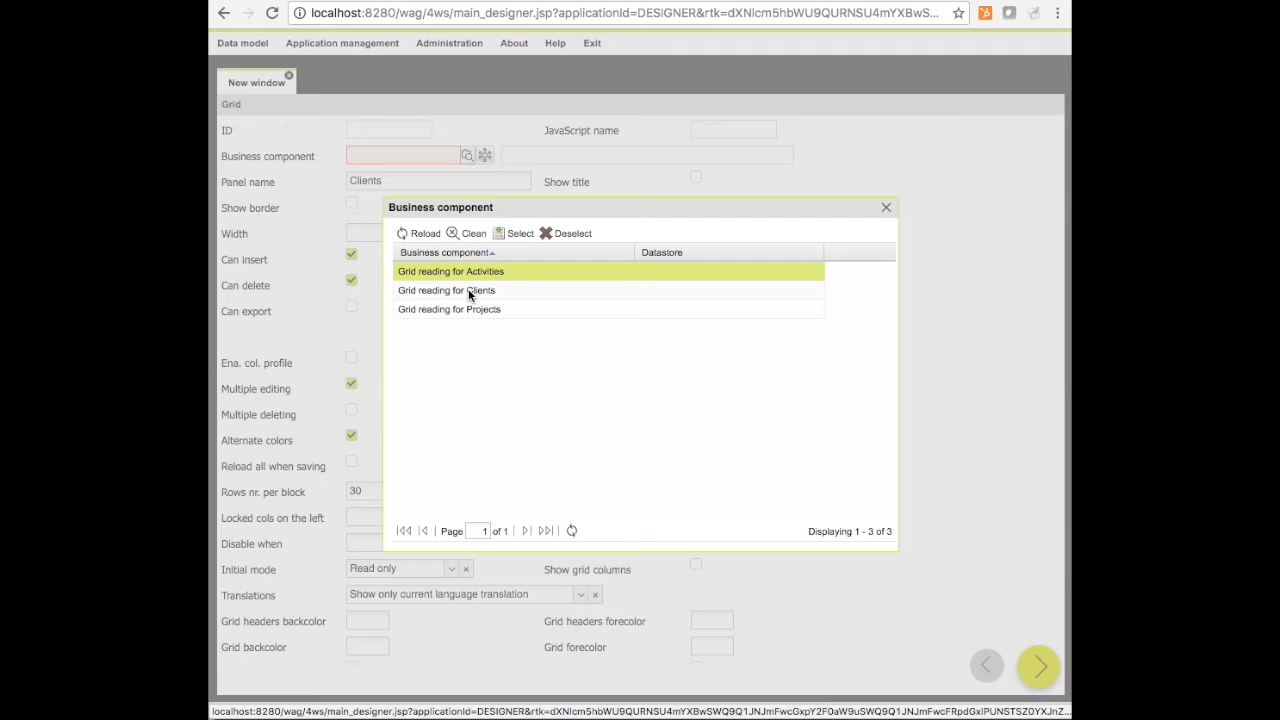 localhost:8280/wag/4ws/main_designer.jsp?applicationId=DESIGNER&rtk=dXNlcm5hbWU9QURNSU4mYXBwS...
Data model Application management Administration About Help Exit
New window
Grid
ID JavaScript name
Business component
Panel name Clients Show title
Show border
Width
Can insert
Can delete
Can export
Ena. col. profile
Multiple editing
Multiple deleting
Alternate colors
Reload all when saving
Rows nr. per block 30
Locked cols on the left
Disable when
Initial mode Read only Show grid columns
Translations Show only current language translation
Grid headers backcolor Grid headers forecolor
Grid backcolor Grid forecolor
Business component
Reload Clean Select Deselect
Business component Datastore
Grid reading for Activities
Grid reading for Clients
Grid reading for Projects
Page 1 of 1 Displaying 1 - 3 of 3